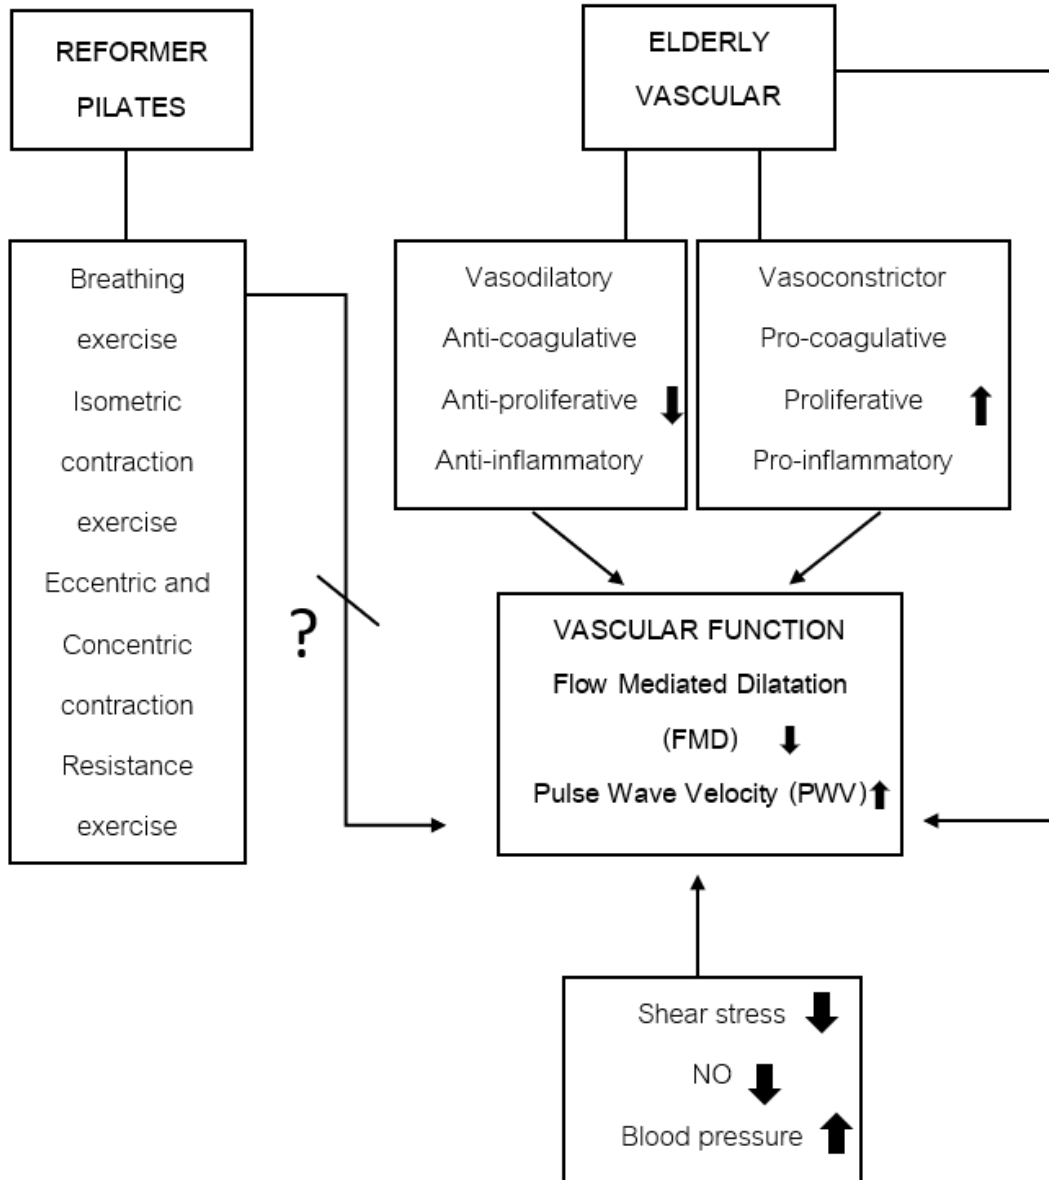 REFORMER
PILATES
ELDERLY
VASCULAR
Breathing
exercise
Isometric
contraction
exercise
Eccentric and
Concentric
contraction
Resistance
exercise
Vasodilatory
Anti-coagulative
Anti-proliferative
Anti-inflammatory
Vasoconstrictor
Pro-coagulative
Proliferative
Pro-inflammatory
?
VASCULAR FUNCTION
Flow Mediated Dilatation
(FMD)
Pulse Wave Velocity (PWV)
Shear stress
NO
Blood pressure